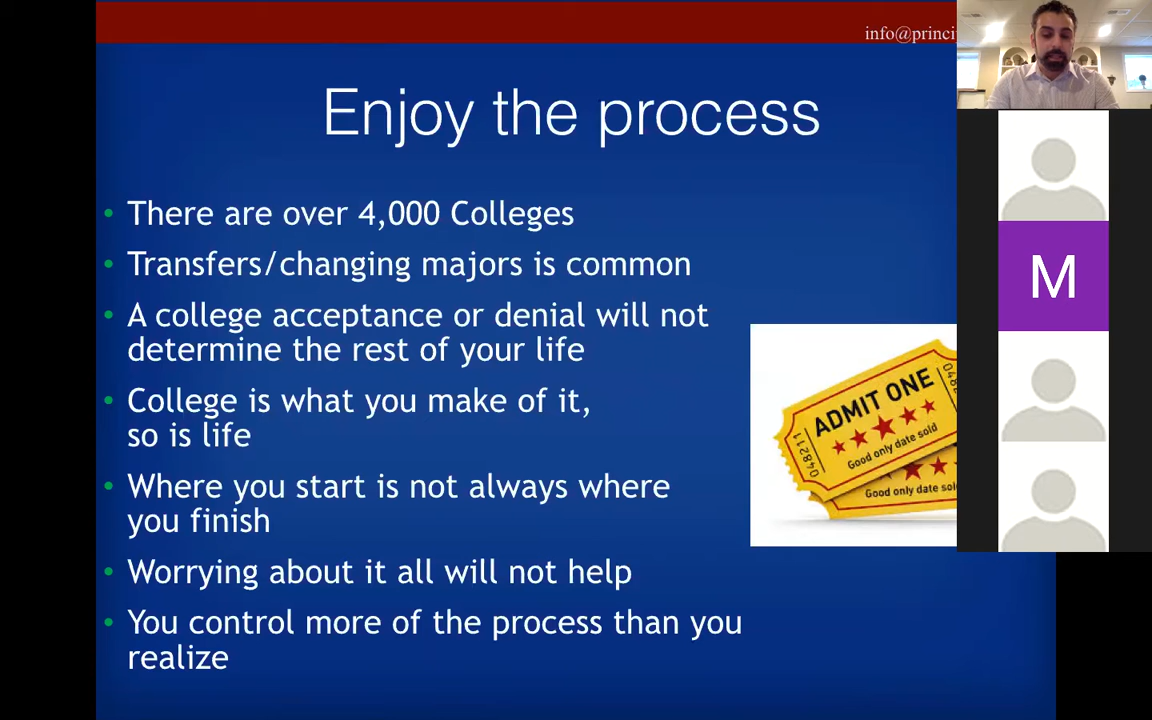 info@princi
Enjoy the process
• There are over 4,000 Colleges
• Transfers/changing majors is common
• A college acceptance or denial will not
determine the rest of your life
• College is what you make of it,
so is life
• Where you start is not always where
you finish
• Worrying about it all will not help
• You control more of the process than you
realize
ADMIT ONE
Good only date sold
048211
Good only date sol
M